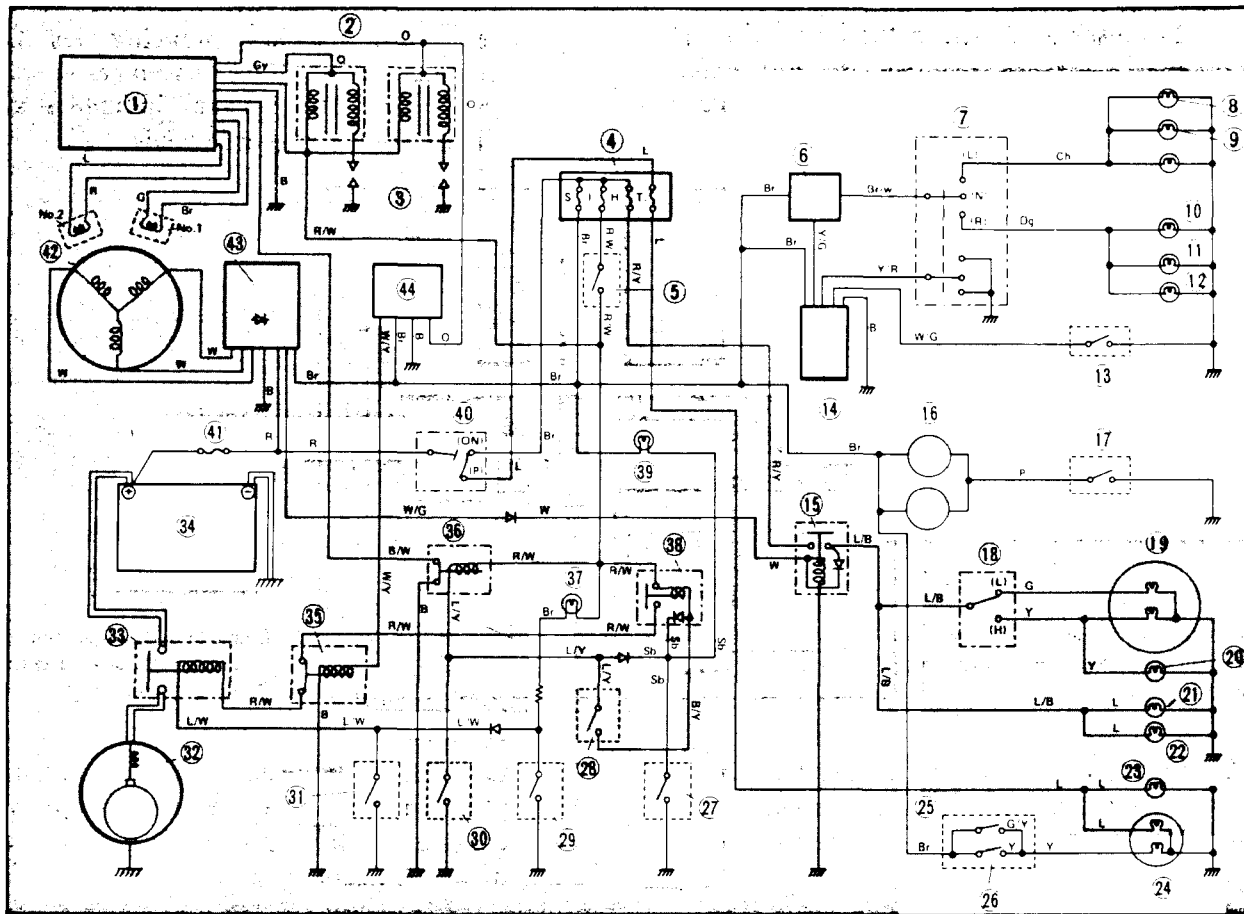 2
O
O
Gy
1
O
7
8
9
(L)
Ch
6
Br
Br/W
(N)
4
L
S I H T
L
R
G
Br
B
No.2
No.1
3
R/W
Br
R/W
R/Y
L
5
(R)
Dg
10
Br
Y/G
Y/R
11
12
42
43
44
W/Y
Br
B
O
R/W
B
W/G
W
W
W
B
Br
Br
14
13
41
R
R
40
(ON)
(P)
Br
L
39
R/Y
Br
16
17
P
34
W/G
W
15
L/B
W
36
B/W
R/W
38
R/W
18
(L)
G
19
L/B
Y
(H)
W/Y
B
L/Y
37
Br
35
R/W
R/W
Sb
Sb
33
L/Y
Sb
Sb
L/Y
B/Y
20
Y
L/B
R/W
L/W
B
L/W
L/W
L/B
L
21
L
22
28
32
31
30
29
27
23
L
L
L
25
G/Y
Br
Y
Y
26
24